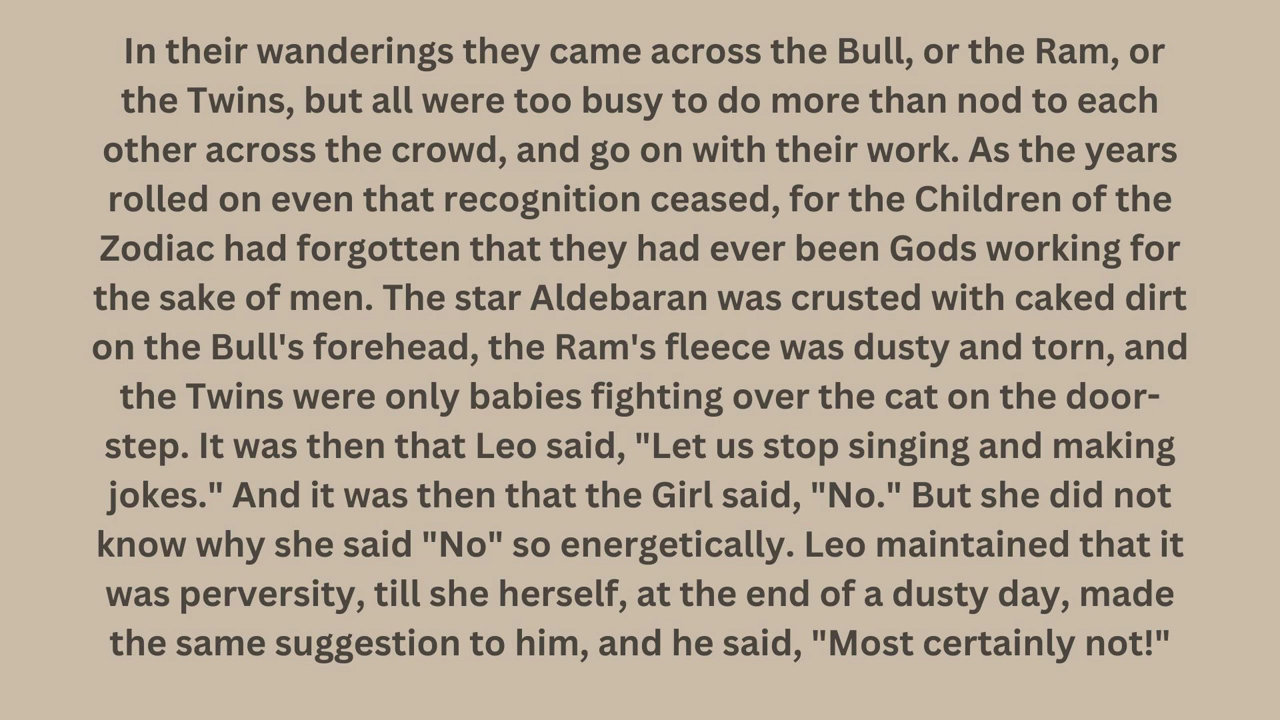 In their wanderings they came across the Bull, or the Ram, or
the Twins, but all were too busy to do more than nod to each
other across the crowd, and go on with their work. As the years
rolled on even that recognition ceased, for the Children of the
Zodiac had forgotten that they had ever been Gods working for
the sake of men. The star Aldebaran was crusted with caked dirt
on the Bull's forehead, the Ram's fleece was dusty and torn, and
the Twins were only babies fighting over the cat on the door-
step. It was then that Leo said, "Let us stop singing and making
jokes." And it was then that the Girl said, "No." But she did not
know why she said "No" so energetically. Leo maintained that it
was perversity, till she herself, at the end of a dusty day, made
the same suggestion to him, and he said, "Most certainly not!"